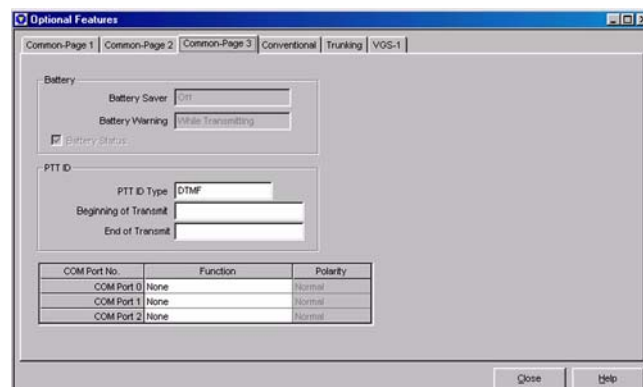 Optional Features
Common-Page 1 Common-Page 2 Common-Page 3 Conventional Trunking VGS-1
Battery
Battery Saver Off
Battery Warning While Transmitting
Battery Status
PTT ID
PTT ID Type DTMF
Beginning of Transmit
End of Transmit
COM Port No. Function Polarity
COM Port 0 None Normal
COM Port 1 None Normal
COM Port 2 None Normal
Close Help